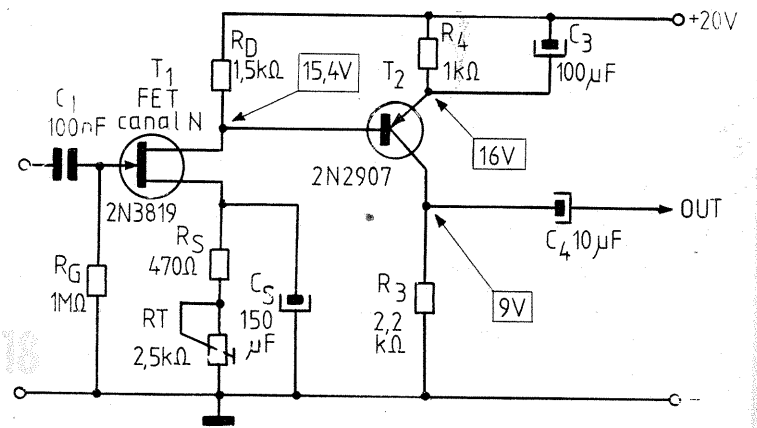 +20V
RD
1,5kΩ
15,4V
R4
1kΩ
C3
100µF
T1
FET
canal N
C1
100nF
T2
16V
2N2907
2N3819
OUT
C4 10µF
RS
470Ω
RG
1MΩ
CS
150
µF
R3
2,2
kΩ
9V
RT
2,5kΩ
-